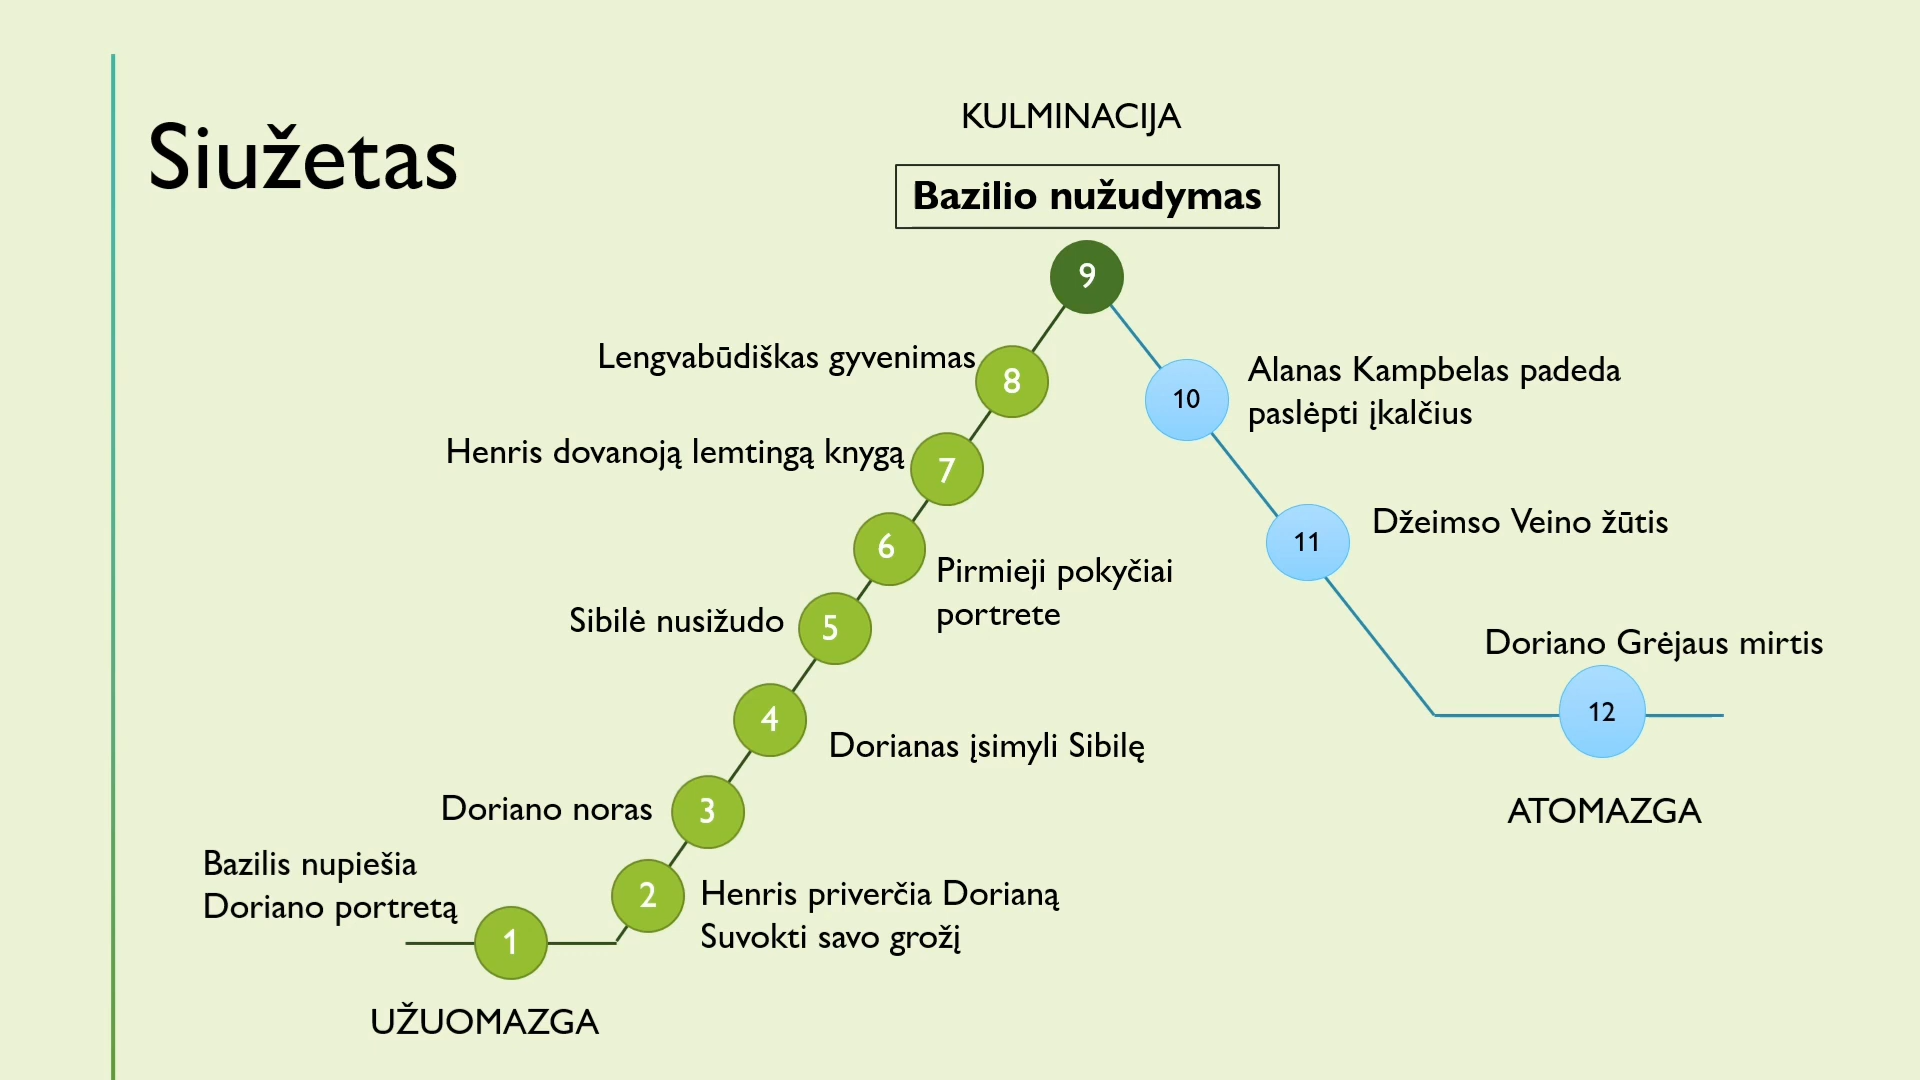 Siužetas
KULMINACIJA
Bazilio nužudymas
9
Lengvabūdiškas gyvenimas
8
Henris dovanoją lemtingą knygą
7
6
Pirmieji pokyčiai
portrete
Sibilė nusižudo
5
4
Dorianas įsimyli Sibilę
Doriano noras
3
Bazilis nupiešia
Doriano portretą
2
Henris priverčia Dorianą
Suvokti savo grožį
1
UŽUOMAZGA
10
Alanas Kampbelas padeda
paslėpti įkalčius
11
Džeimso Veino žūtis
Doriano Grėjaus mirtis
12
ATOMAZGA